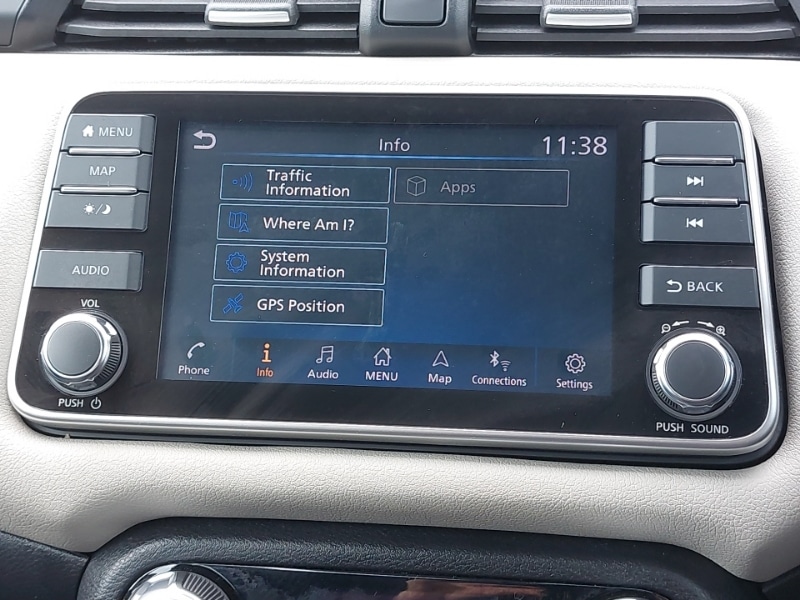 MENU
MAP
AUDIO
VOL
PUSH
Info
11:38
Traffic
Information
Apps
Where Am I?
System
Information
GPS Position
Phone
Info
Audio
MENU
Map
Connections
Settings
BACK
PUSH SOUND